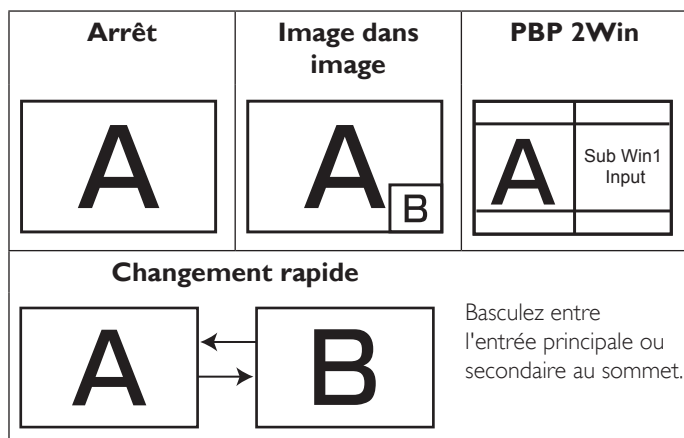 Arrêt
Image dans
image
PBP 2Win
A
A
B
A
Sub Win1
Input
Changement rapide
A
B
Basculez entre
l'entrée principale ou
secondaire au sommet.